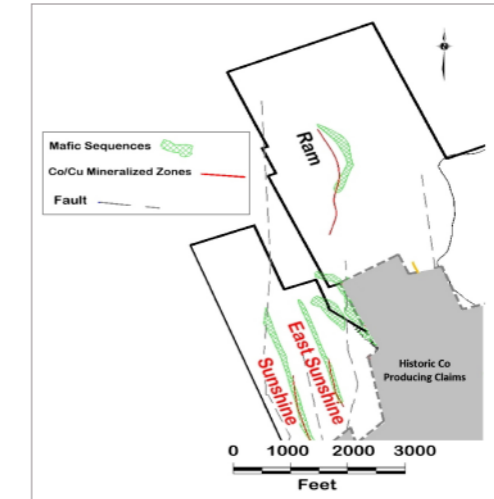 Ram
Mafic Sequences
Co/Cu Mineralized Zones
Fault
Sunshine
East Sunshine
Historic Co
Producing Claims
0 1000 2000 3000
Feet